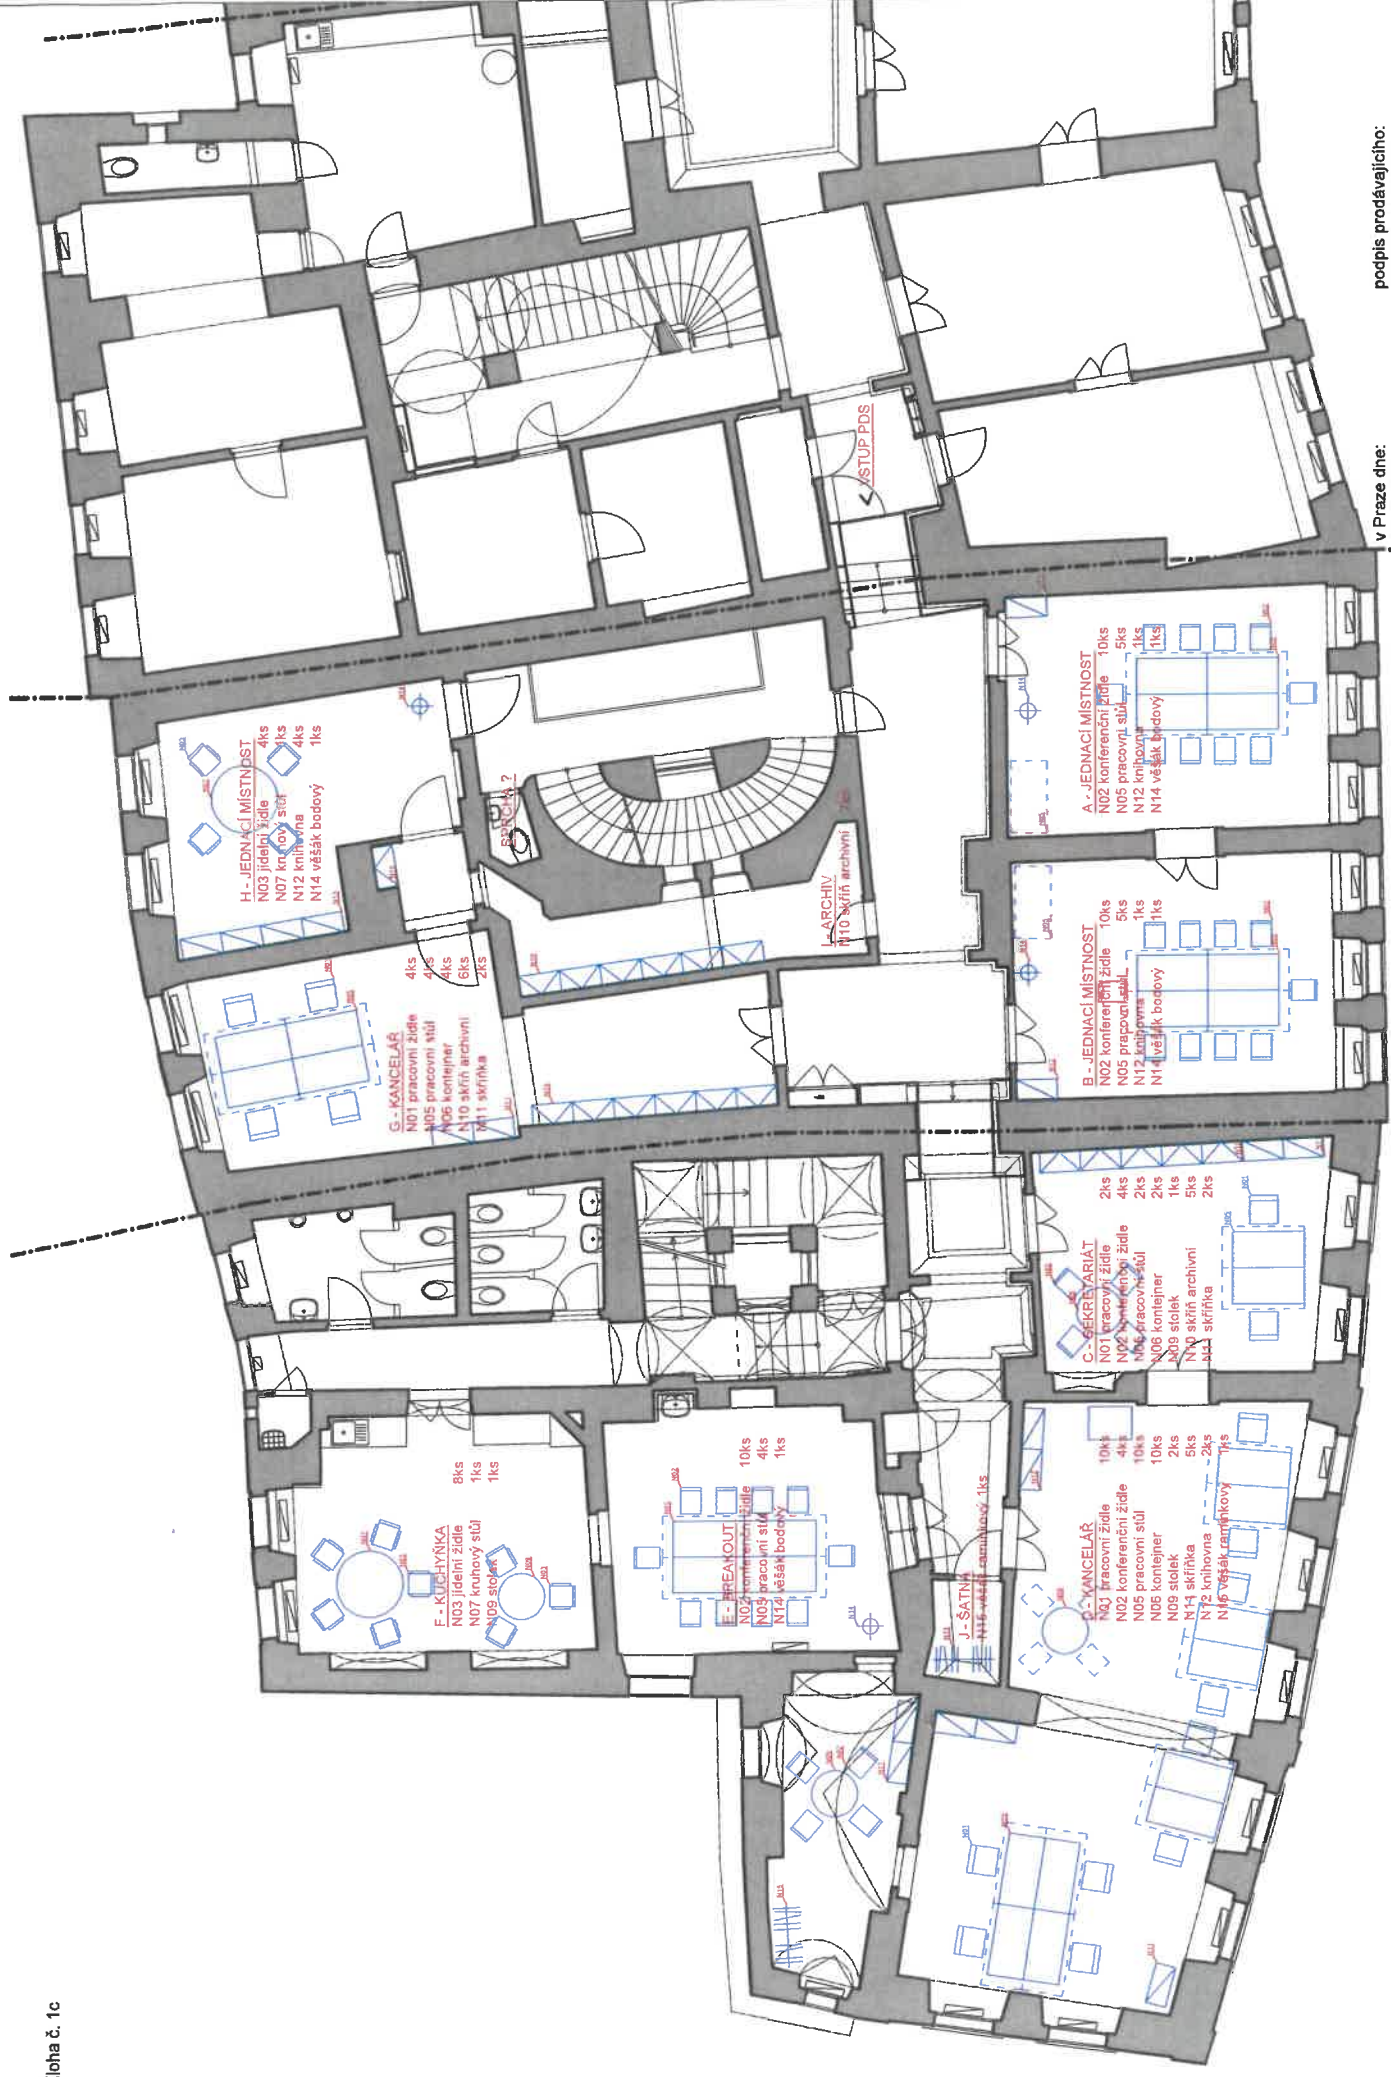 loha č. 1c
H - JEDNACÍ MÍSTNOST
N03 jídelní židle 4ks
N07 kruhový stůl 4ks
N12 knihovna 4ks
N14 věšák bodový 1ks
G - KANCELÁŘ
N01 pracovní židle 4ks
N05 pracovní stůl 4ks
N06 kontejner 4ks
N10 skříň archivní 6ks
N11 skříňka 2ks
SPRCHA ?
I - ARCHIV
N10 skříň archivní
VSTUP PDS
A - JEDNACÍ MÍSTNOST
N02 konferenční židle 10ks
N05 pracovní stůl 5ks
N12 knihovna 1ks
N14 věšák bodový 1ks
B - JEDNACÍ MÍSTNOST
N02 konferenční židle 10ks
N05 pracovní stůl 5ks
N12 knihovna 1ks
N14 věšák bodový 1ks
C - SEKRETARIÁT
N01 pracovní židle 2ks
N02 konferenční židle 4ks
N05 pracovní stůl 2ks
N06 kontejner 2ks
N09 stolek 1ks
N10 skříň archivní 5ks
N11 skříňka 2ks
F - KUCHYŇKA
N03 jídelní židle 8ks
N07 kruhový stůl 1ks
N09 stolek 1ks
E - BREAKOUT
N02 konferenční židle 10ks
N05 pracovní stůl 4ks
N14 věšák bodový 1ks
J - ŠATNA
N15 věšák ramínkový 1ks
D - KANCELÁŘ
N01 pracovní židle 10ks
N02 konferenční židle 4ks
N05 pracovní stůl 10ks
N06 kontejner 10ks
N09 stolek 2ks
N11 skříňka 5ks
N12 knihovna 2ks
N15 věšák ramínkový 1ks
v Praze dne:
podpis prodávajícího: